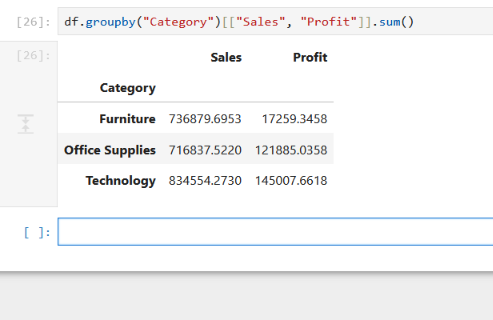 [26]: df.groupby("Category")[["Sales", "Profit"]].sum()
[26]:
Sales Profit
Category
Furniture 736879.6953 17259.3458
Office Supplies 716837.5220 121885.0358
Technology 834554.2730 145007.6618
[ ]: